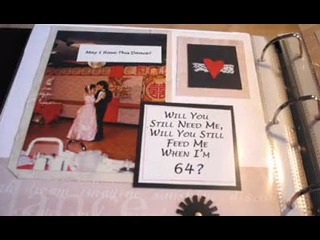 May I Have This Dance?
Will You
Still Need Me,
Will You Still
Feed Me
When I'm
64?